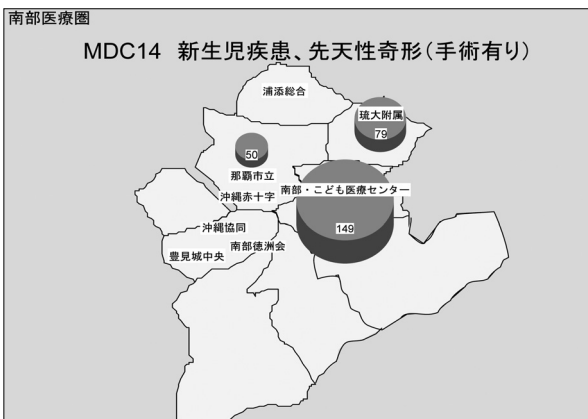 南部医療圏
MDC14 新生児疾患、先天性奇形(手術有り)
浦添総合
琉大附属
79
50
那覇市立
南部・こども医療センター
沖縄赤十字
149
沖縄協同
南部徳洲会
豊見城中央